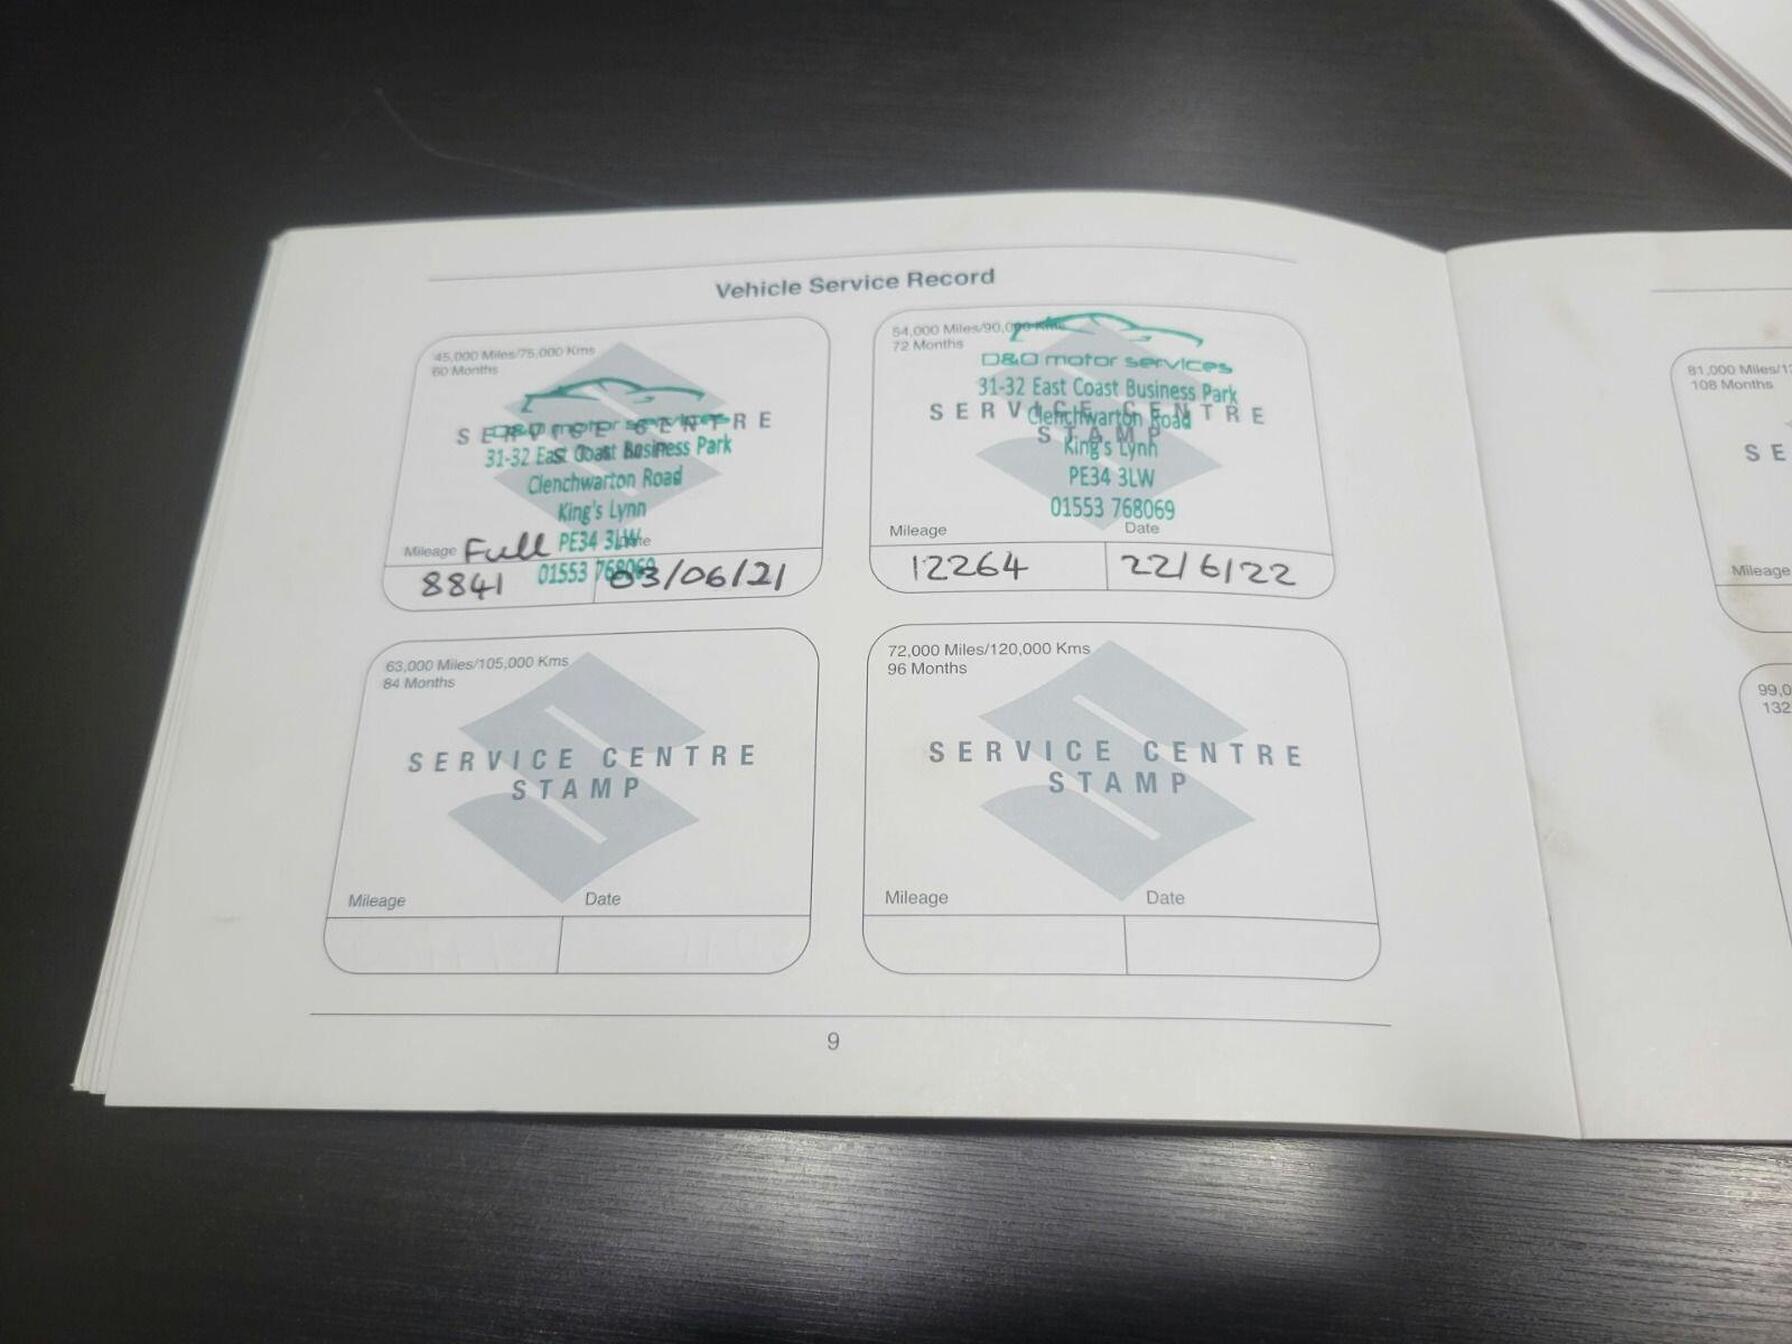 Vehicle Service Record
45,000 Miles/75,000 Kms
60 Months
SERVICE CENTRE
STAMP
D&O motor services
31-32 East Coast Business Park
Clenchwarton Road
King's Lynn
PE34 3LW
01553 768069
Mileage Full
Date
8841
03/06/21
54,000 Miles/90,000 Kms
72 Months
D&O motor services
31-32 East Coast Business Park
SERVICE CENTRE
Clenchwarton Road
STAMP
King's Lynn
PE34 3LW
01553 768069
Mileage
Date
12264
22/6/22
63,000 Miles/105,000 Kms
84 Months
SERVICE CENTRE
STAMP
Mileage
Date
72,000 Miles/120,000 Kms
96 Months
SERVICE CENTRE
STAMP
Mileage
Date
9
81,000 Miles/1
108 Months
SE
Mileage
99,0
132